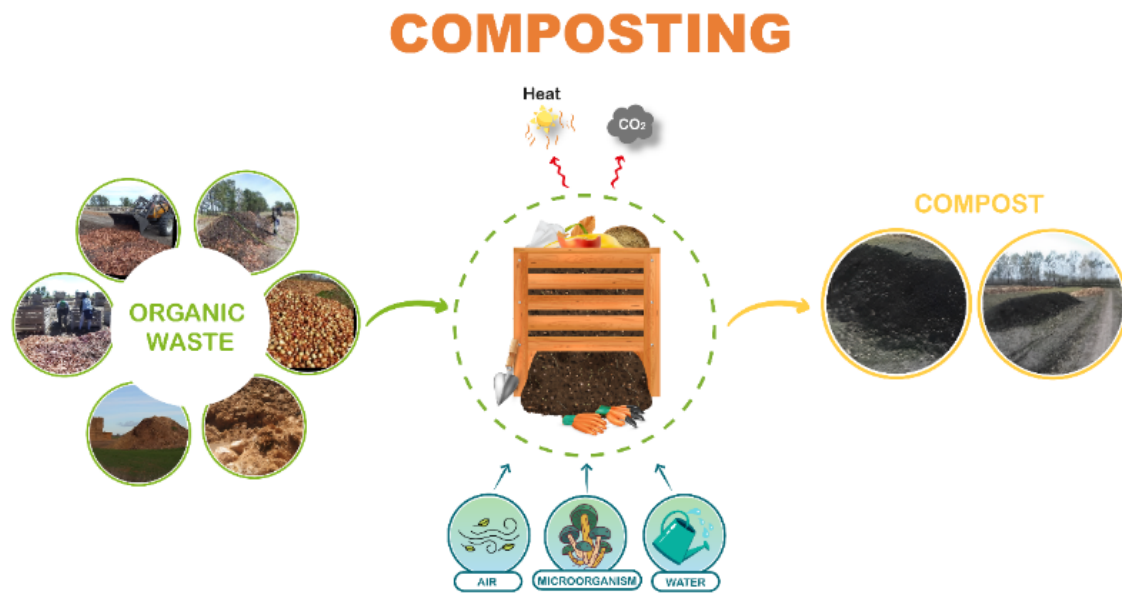 COMPOSTING
Heat
CO₂
ORGANIC
WASTE
COMPOST
AIR
MICROORGANISM
WATER